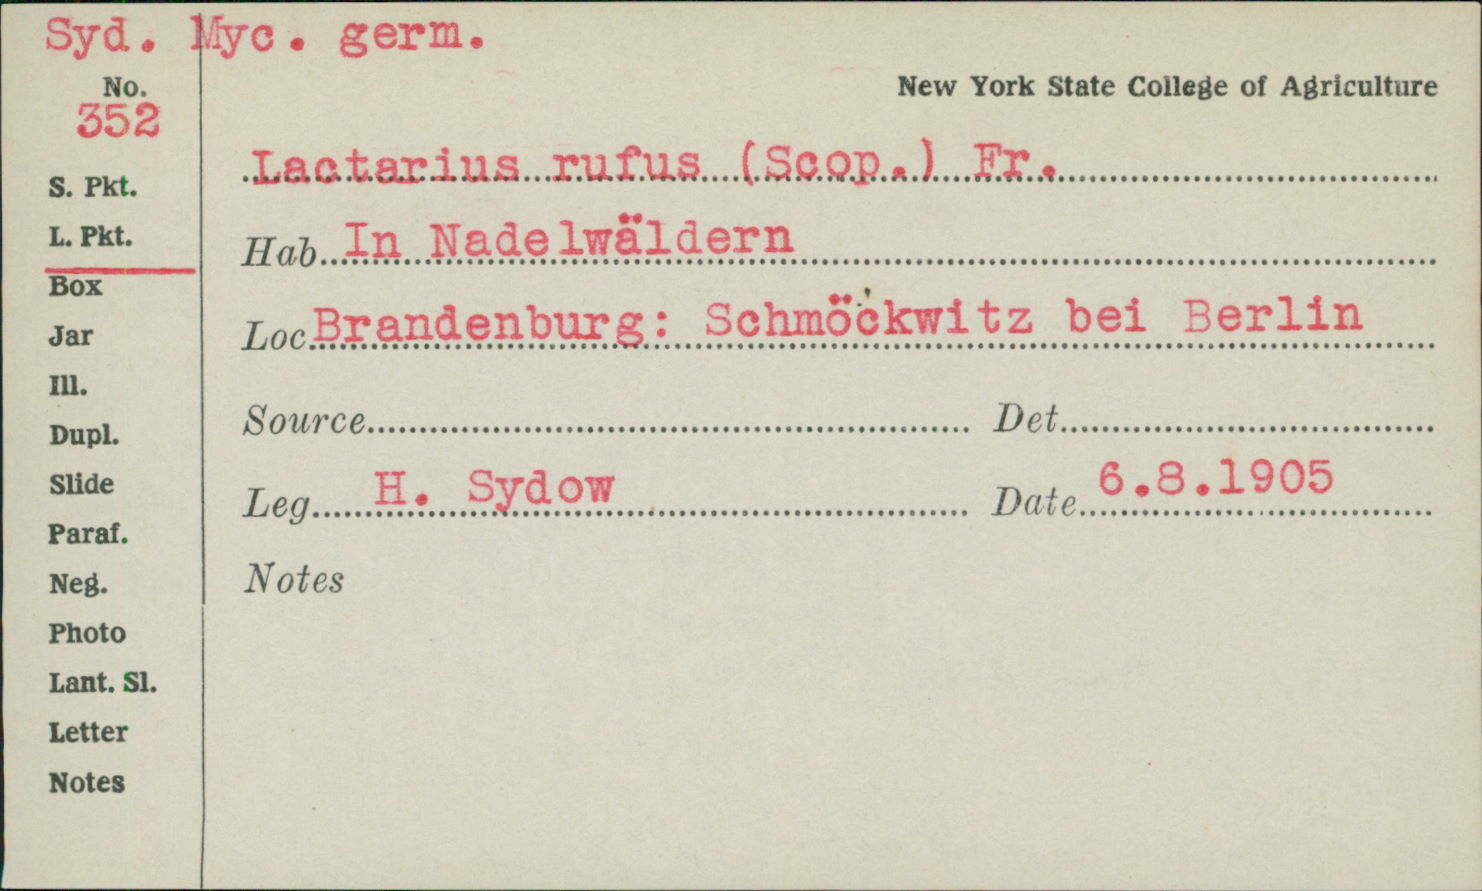 Syd. Myc. germ.
No.
352
New York State College of Agriculture
Lactarius rufus (Scop.) Fr.
S. Pkt.
L. Pkt.
Hab. In Nadelwäldern
Box
Loc Brandenburg: Schmöckwitz bei Berlin
Jar
Ill.
Source Det.
Dupl.
Slide
Leg. H. Sydow Date 6.8.1905
Paraf.
Neg.
Notes
Photo
Lant. Sl.
Letter
Notes